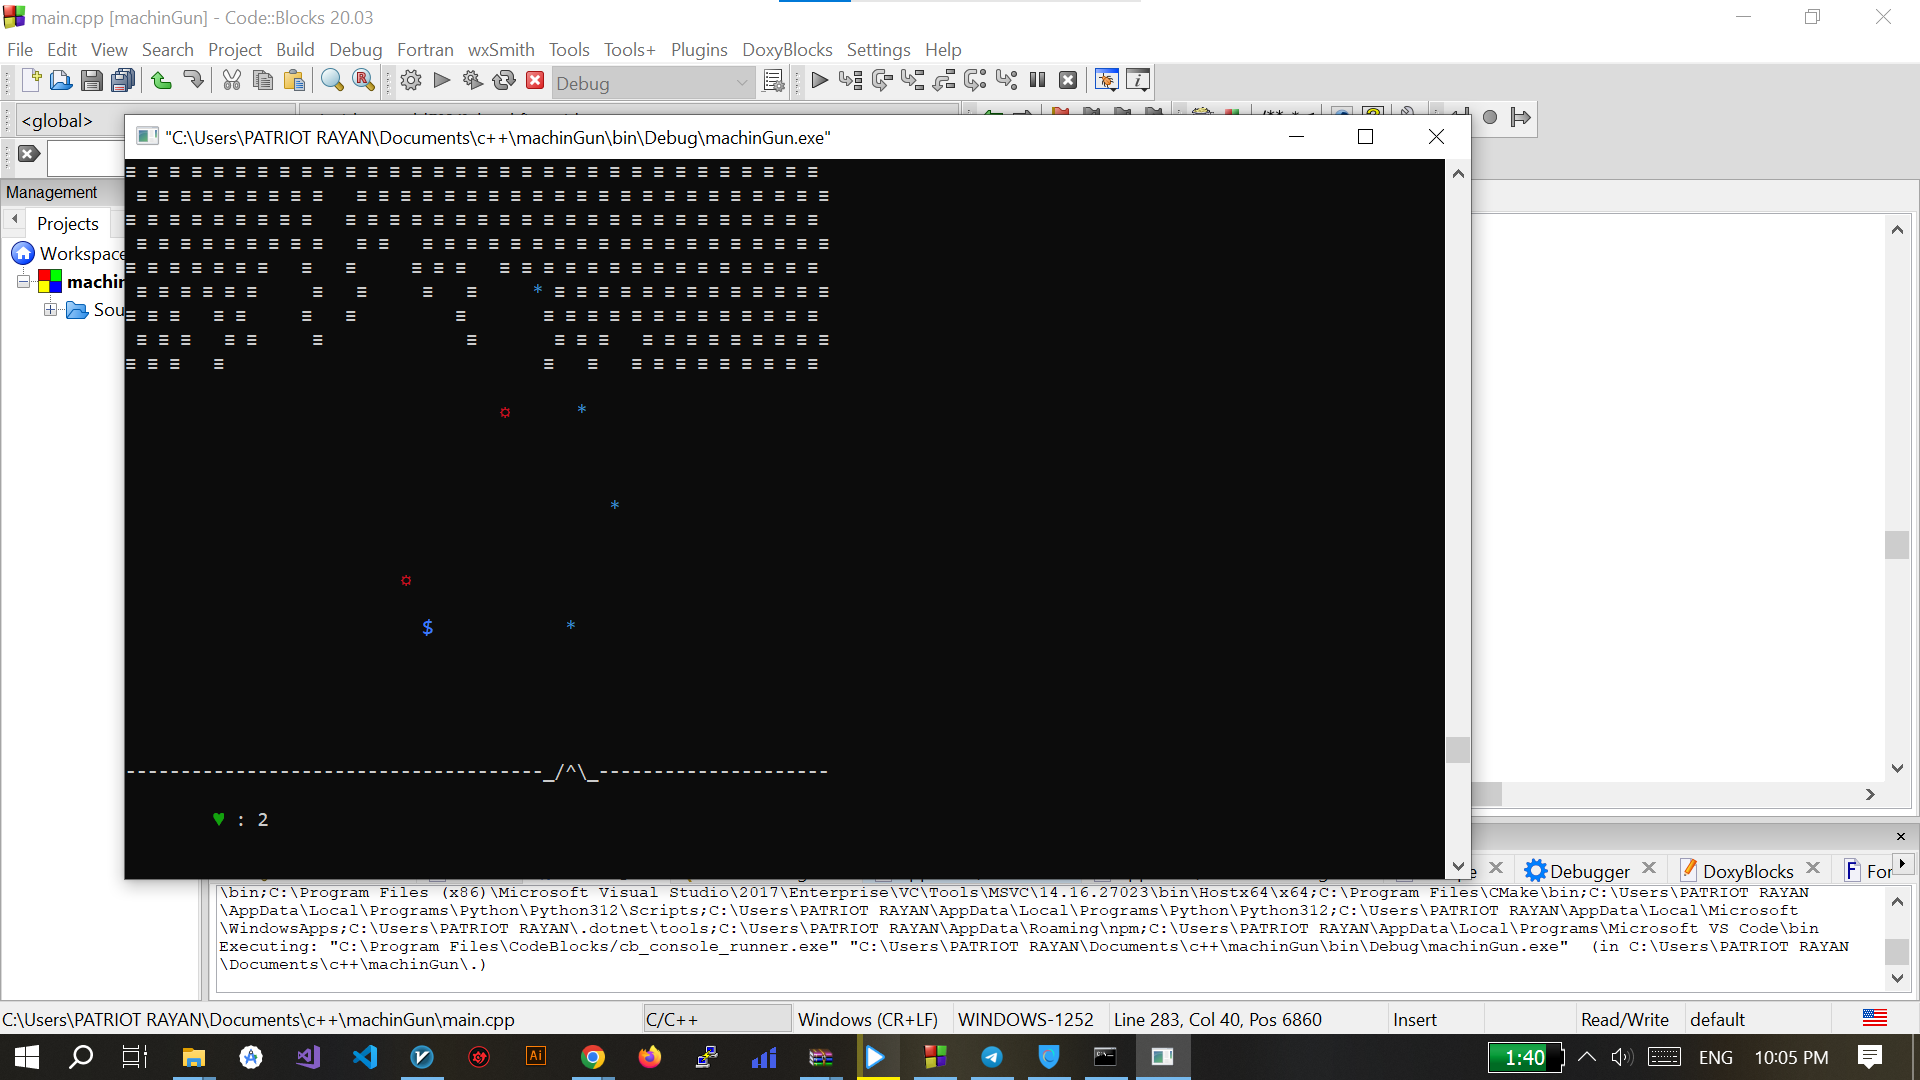 main.cpp [machinGun] - Code::Blocks 20.03
File Edit View Search Project Build Debug Fortran wxSmith Tools Tools+ Plugins DoxyBlocks Settings Help
Debug
<global>
"C:\Users\PATRIOT RAYAN\Documents\c++\machinGun\bin\Debug\machinGun.exe"
Management
Projects
Workspace
machin
Sou
≡ ≡ ≡ ≡ ≡ ≡ ≡ ≡ ≡ ≡ ≡ ≡ ≡ ≡ ≡ ≡ ≡ ≡ ≡ ≡ ≡ ≡ ≡ ≡ ≡ ≡ ≡ ≡ ≡ ≡ ≡ ≡
 ≡ ≡ ≡ ≡ ≡ ≡ ≡ ≡ ≡   ≡ ≡ ≡ ≡ ≡ ≡ ≡ ≡ ≡ ≡ ≡ ≡ ≡ ≡ ≡ ≡ ≡ ≡ ≡ ≡ ≡ ≡
≡ ≡ ≡ ≡ ≡ ≡ ≡ ≡ ≡   ≡ ≡ ≡ ≡ ≡ ≡ ≡ ≡ ≡ ≡ ≡ ≡ ≡ ≡ ≡ ≡ ≡ ≡ ≡ ≡ ≡ ≡
 ≡ ≡ ≡ ≡ ≡ ≡ ≡ ≡ ≡   ≡ ≡   ≡ ≡ ≡ ≡ ≡ ≡ ≡ ≡ ≡ ≡ ≡ ≡ ≡ ≡ ≡ ≡ ≡ ≡ ≡
≡ ≡ ≡ ≡ ≡ ≡ ≡   ≡   ≡     ≡ ≡ ≡   ≡ ≡ ≡ ≡ ≡ ≡ ≡ ≡ ≡ ≡ ≡ ≡ ≡ ≡ ≡
 ≡ ≡ ≡ ≡ ≡ ≡     ≡   ≡     ≡   ≡     * ≡ ≡ ≡ ≡ ≡ ≡ ≡ ≡ ≡ ≡ ≡ ≡ ≡
≡ ≡ ≡   ≡ ≡     ≡   ≡         ≡       ≡ ≡ ≡ ≡ ≡ ≡ ≡ ≡ ≡ ≡ ≡ ≡ ≡
 ≡ ≡ ≡   ≡ ≡     ≡             ≡       ≡ ≡ ≡   ≡ ≡ ≡ ≡ ≡ ≡ ≡ ≡ ≡
≡ ≡ ≡   ≡                             ≡   ≡   ≡ ≡ ≡ ≡ ≡ ≡ ≡ ≡ ≡
☼ *
*
☼
$ *
--------------------------------------_/^\_---------------------
♥ : 2
Debugger DoxyBlocks For
\bin;C:\Program Files (x86)\Microsoft Visual Studio\2017\Enterprise\VC\Tools\MSVC\14.16.27023\bin\Hostx64\x64;C:\Program Files\CMake\bin;C:\Users\PATRIOT RAYAN
\AppData\Local\Programs\Python\Python312\Scripts;C:\Users\PATRIOT RAYAN\AppData\Local\Programs\Python\Python312;C:\Users\PATRIOT RAYAN\AppData\Local\Microsoft
\WindowsApps;C:\Users\PATRIOT RAYAN\.dotnet\tools;C:\Users\PATRIOT RAYAN\AppData\Roaming\npm;C:\Users\PATRIOT RAYAN\AppData\Local\Programs\Microsoft VS Code\bin
Executing: "C:\Program Files\CodeBlocks/cb_console_runner.exe" "C:\Users\PATRIOT RAYAN\Documents\c++\machinGun\bin\Debug\machinGun.exe"  (in C:\Users\PATRIOT RAYAN
\Documents\c++\machinGun\.)
C:\Users\PATRIOT RAYAN\Documents\c++\machinGun\main.cpp C/C++ Windows (CR+LF) WINDOWS-1252 Line 283, Col 40, Pos 6860 Insert Read/Write default
1:40 ENG 10:05 PM